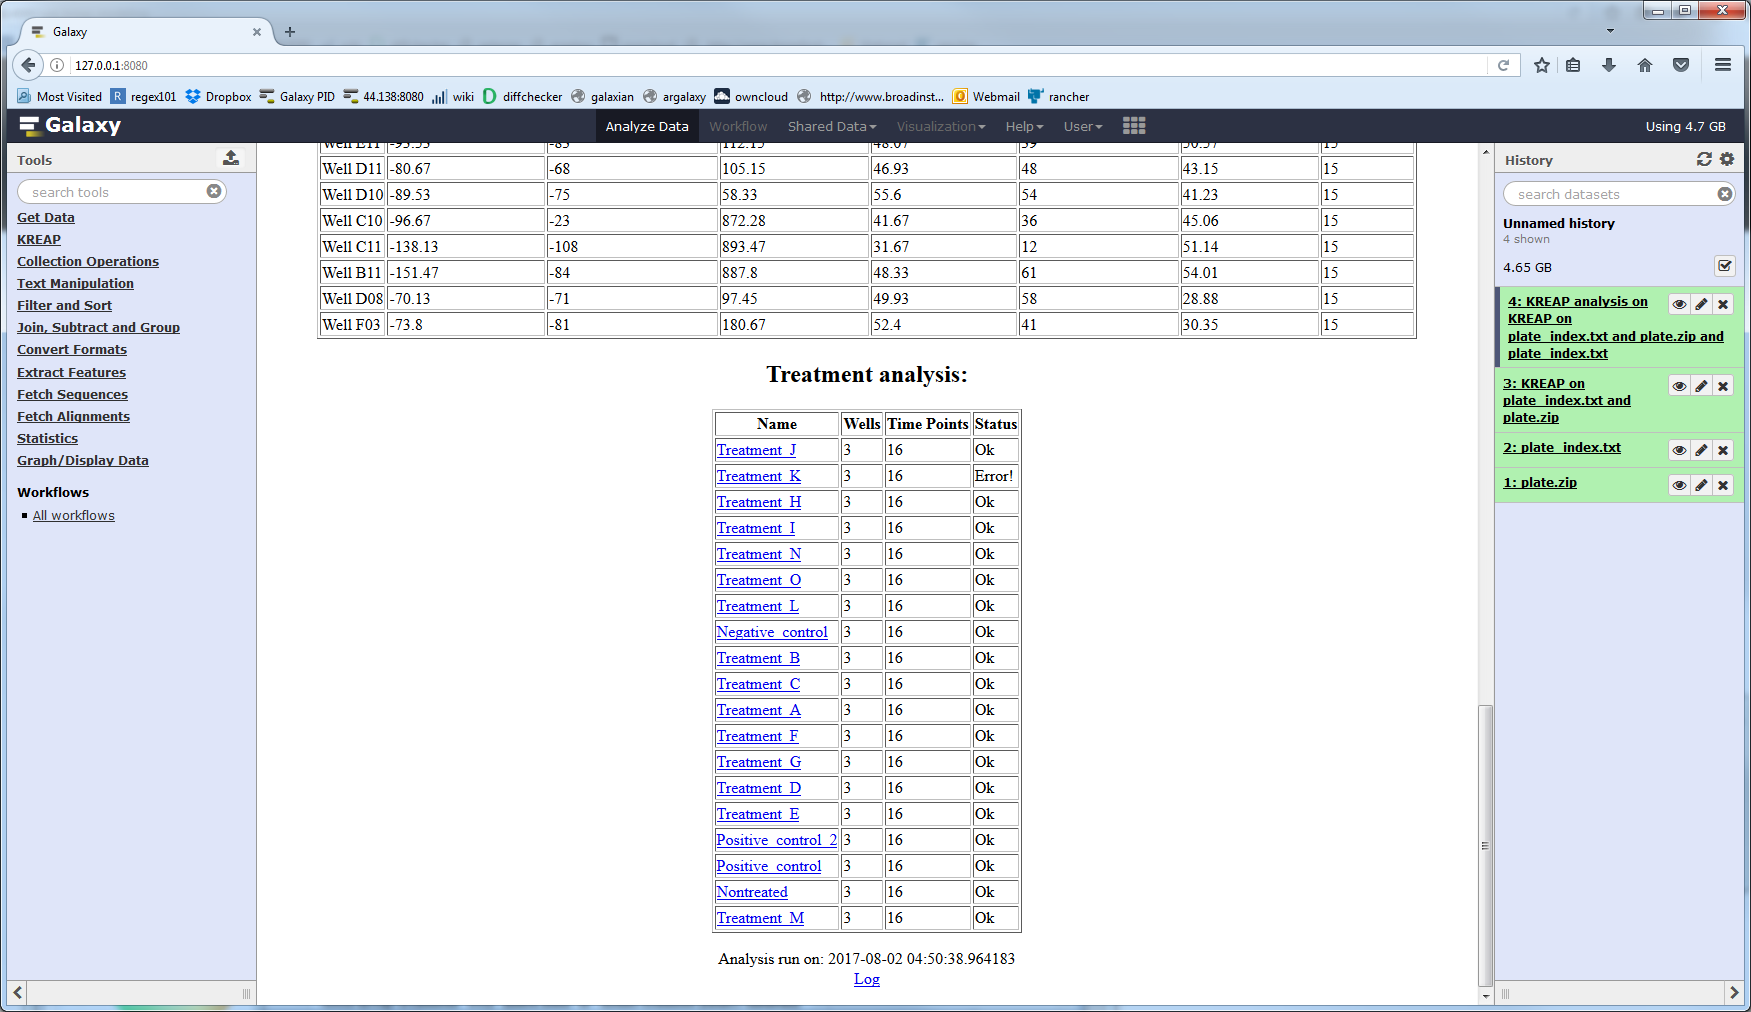 Galaxy
127.0.0.1:8080
Most Visited regex101 Dropbox Galaxy PID 44.138:8080 wiki diffchecker galaxian argalaxy owncloud http://www.broadinst... Webmail rancher
Galaxy Analyze Data Workflow Shared Data Visualization Help User Using 4.7 GB
Tools
search tools
Get Data
KREAP
Collection Operations
Text Manipulation
Filter and Sort
Join, Subtract and Group
Convert Formats
Extract Features
Fetch Sequences
Fetch Alignments
Statistics
Graph/Display Data
Workflows
All workflows
Well D11 -80.67 -68 105.15 46.93 48 43.15 15
Well D10 -89.53 -75 58.33 55.6 54 41.23 15
Well C10 -96.67 -23 872.28 41.67 36 45.06 15
Well C11 -138.13 -108 893.47 31.67 12 51.14 15
Well B11 -151.47 -84 887.8 48.33 61 54.01 15
Well D08 -70.13 -71 97.45 49.93 58 28.88 15
Well F03 -73.8 -81 180.67 52.4 41 30.35 15
Treatment analysis:
Name Wells Time Points Status
Treatment_J 3 16 Ok
Treatment_K 3 16 Error!
Treatment_H 3 16 Ok
Treatment_I 3 16 Ok
Treatment_N 3 16 Ok
Treatment_O 3 16 Ok
Treatment_L 3 16 Ok
Negative_control 3 16 Ok
Treatment_B 3 16 Ok
Treatment_C 3 16 Ok
Treatment_A 3 16 Ok
Treatment_F 3 16 Ok
Treatment_G 3 16 Ok
Treatment_D 3 16 Ok
Treatment_E 3 16 Ok
Positive_control_2 3 16 Ok
Positive_control 3 16 Ok
Nontreated 3 16 Ok
Treatment_M 3 16 Ok
Analysis run on: 2017-08-02 04:50:38.964183
Log
History
search datasets
Unnamed history
4 shown
4.65 GB
4: KREAP analysis on
KREAP on
plate_index.txt and plate.zip and
plate_index.txt
3: KREAP on
plate_index.txt and
plate.zip
2: plate_index.txt
1: plate.zip